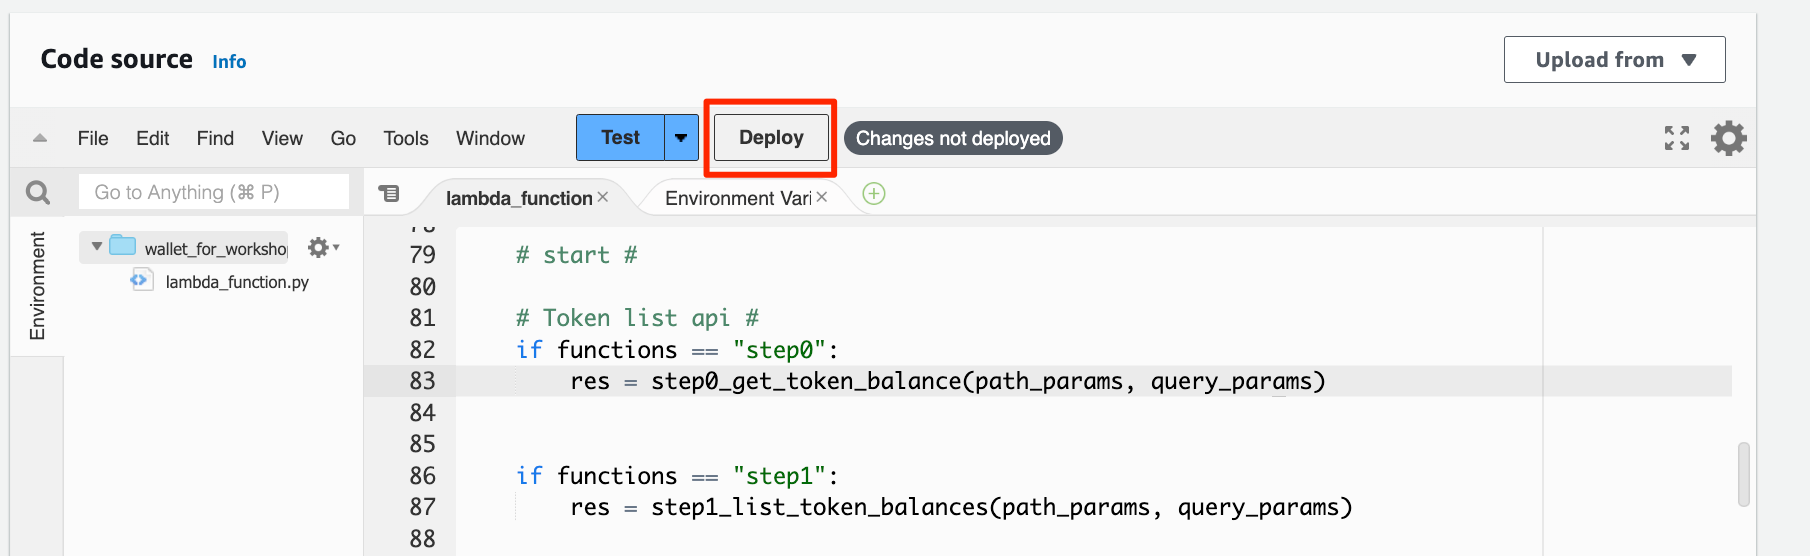 Code source Info
Upload from
File Edit Find View Go Tools Window Test Deploy Changes not deployed
Go to Anything (⌘ P)
lambda_function Environment Vari
Environment
wallet_for_worksho
lambda_function.py
79 # start #
80
81 # Token list api #
82 if functions == "step0":
83 res = step0_get_token_balance(path_params, query_params)
84
85
86 if functions == "step1":
87 res = step1_list_token_balances(path_params, query_params)
88